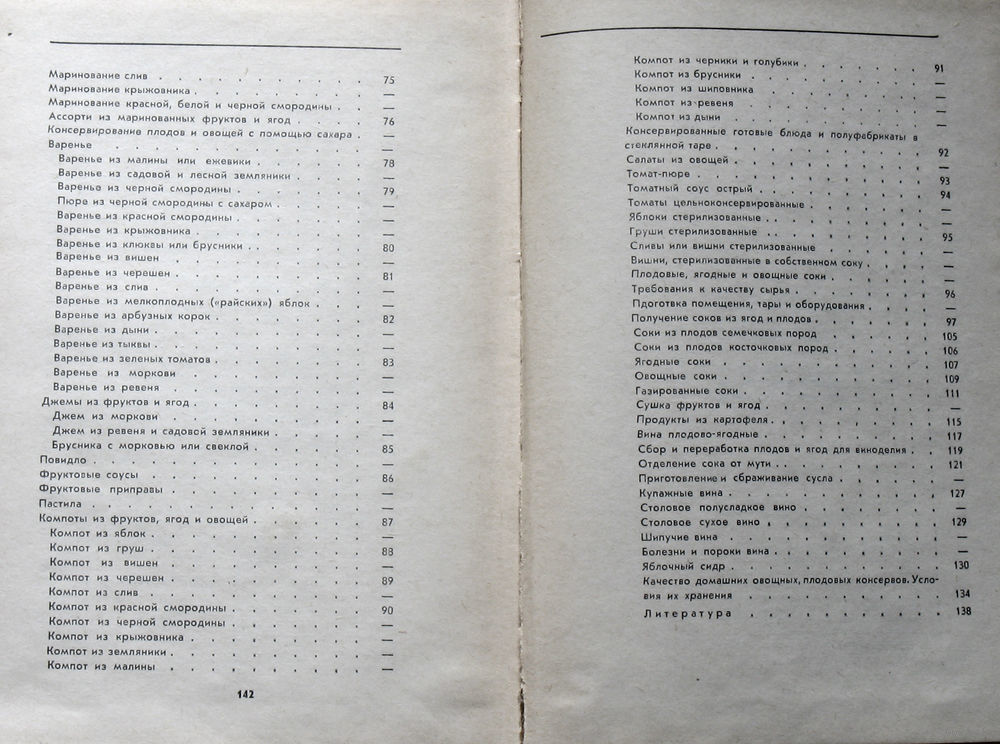 Маринование слив . . . . . . . . . . . . 75
Маринование крыжовника . . . . . . . . . . —
Маринование красной, белой и черной смородины . . —
Ассорти из маринованных фруктов и ягод . . . . . 76
Консервирование плодов и овощей с помощью сахара . —
Варенье . . . . . . . . . . . . . —
Варенье из малины или ежевики . . . . . . . 78
Варенье из садовой и лесной земляники . . . . . —
Варенье из черной смородины . . . . . . . . 79
Пюре из черной смородины с сахаром . . . . . . —
Варенье из красной смородины . . . . . . . . —
Варенье из крыжовника . . . . . . . . . . —
Варенье из клюквы или брусники . . . . . . . . 80
Варенье из вишен . . . . . . . . . . . —
Варенье из черешен . . . . . . . . . . . 81
Варенье из слив . . . . . . . . . . . . —
Варенье из мелкоплодных («райских») яблок . . . . —
Варенье из арбузных корок . . . . . . . . . 82
Варенье из дыни . . . . . . . . . . . . —
Варенье из тыквы . . . . . . . . . . . . —
Варенье из зеленых томатов . . . . . . . . . 83
Варенье из моркови . . . . . . . . . . —
Варенье из ревеня . . . . . . . . . . . —
Джемы из фруктов и ягод . . . . . . . . . . 84
Джем из моркови . . . . . . . . . . . —
Джем из ревеня и садовой земляники . . . . . . —
Брусника с морковью или свеклой . . . . . . . 85
Повидло . . . . . . . . . . . . . . . —
Фруктовые соусы . . . . . . . . . . . . 86
Фруктовые приправы . . . . . . . . . . . —
Пастила . . . . . . . . . . . . . . . —
Компоты из фруктов, ягод и овощей . . . . . . . 87
Компот из яблок . . . . . . . . . . . . —
Компот из груш . . . . . . . . . . . . 88
Компот из вишен . . . . . . . . . . . —
Компот из черешен . . . . . . . . . . . 89
Компот из слив . . . . . . . . . . . . —
Компот из красной смородины . . . . . . . . 90
Компот из черной смородины . . . . . . . . —
Компот из крыжовника . . . . . . . . . . —
Компот из земляники . . . . . . . . . . . —
Компот из малины . . . . . . . . . . . —
142
Компот из черники и голубики . . . . . . . 91
Компот из брусники . . . . . . . . . —
Компот из шиповника . . . . . . . . —
Компот из ревеня . . . . . . . . . —
Компот из дыни . . . . . . . . . . —
Консервированные готовые блюда и полуфабрикаты в
стеклянной таре . . . . . . . . . . . 92
Салаты из овощей . . . . . . . . . . —
Томат-пюре . . . . . . . . . . . . 93
Томатный соус острый . . . . . . . . . 94
Томаты цельноконсервированные . . . . . . —
Яблоки стерилизованные . . . . . . . . . —
Груши стерилизованные . . . . . . . . . 95
Сливы или вишни стерилизованные . . . . . —
Вишни, стерилизованные в собственном соку . . . . —
Плодовые, ягодные и овощные соки . . . . . . —
Требования к качеству сырья . . . . . . . . 96
Пдоготвка помещения, тары и оборудования . . . . —
Получение соков из ягод и плодов . . . . . . . 97
Соки из плодов семечковых пород . . . . . . 105
Соки из плодов косточковых пород . . . . . . 106
Ягодные соки . . . . . . . . . . . 107
Овощные соки . . . . . . . . . . . 109
Газированные соки . . . . . . . . . . 111
Сушка фруктов и ягод . . . . . . . . . —
Продукты из картофеля . . . . . . . . . 115
Вина плодово-ягодные . . . . . . . . . 117
Сбор и переработка плодов и ягод для виноделия . . 119
Отделение сока от мути . . . . . . . . . 121
Приготовление и сбраживание сусла . . . . . . —
Купажные вина . . . . . . . . . . . 127
Столовое полусладкое вино . . . . . . . —
Столовое сухое вино . . . . . . . . . 129
Шипучие вина . . . . . . . . . . . —
Болезни и пороки вина . . . . . . . . . —
Яблочный сидр . . . . . . . . . . . 130
Качество домашних овощных, плодовых консервов. Усло-
вия их хранения . . . . . . . . . . 134
Литература . . . . . . . . . . 138